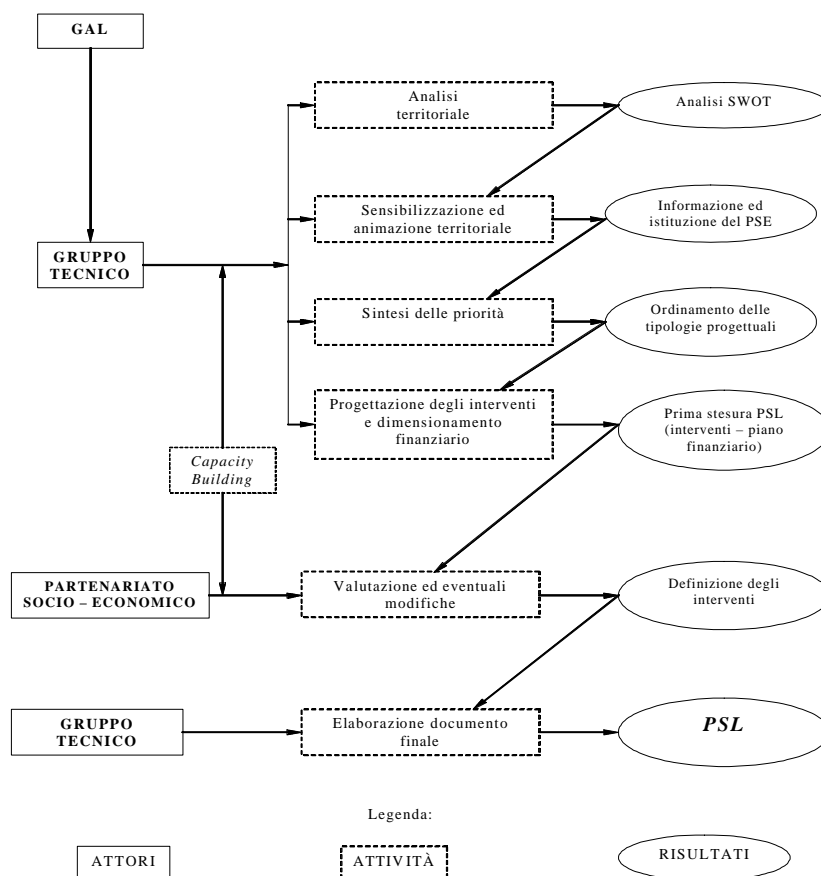 GAL
Analisi
territoriale
Analisi SWOT
Sensibilizzazione ed
animazione territoriale
Informazione ed
istituzione del PSE
GRUPPO
TECNICO
Sintesi delle priorità
Ordinamento delle
tipologie progettuali
Progettazione degli interventi
e dimensionamento
finanziario
Prima stesura PSL
(interventi – piano
finanziario)
Capacity
Building
PARTENARIATO
SOCIO – ECONOMICO
Valutazione ed eventuali
modifiche
Definizione degli
interventi
GRUPPO
TECNICO
Elaborazione documento
finale
PSL
Legenda:
ATTORI
ATTIVITÀ
RISULTATI